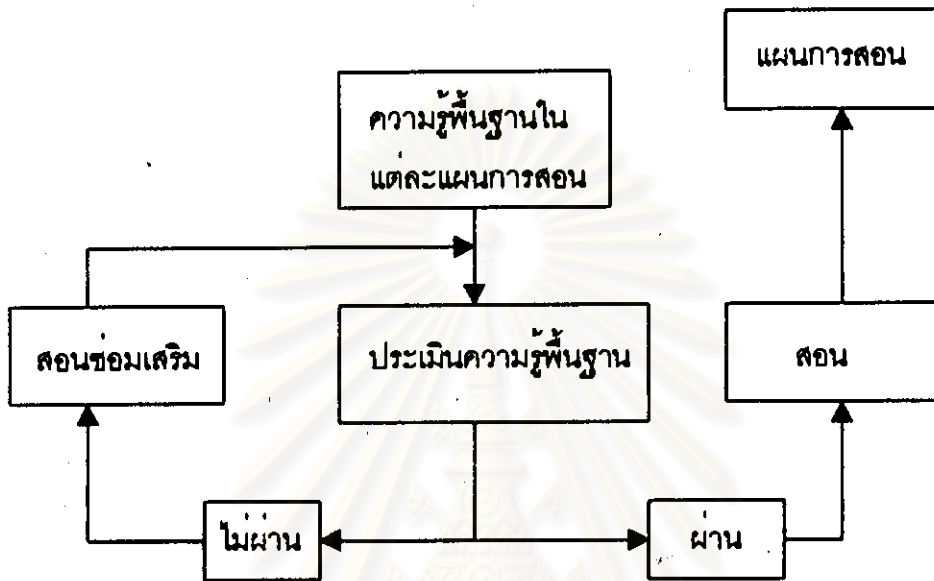 แผนการสอน
ความรู้พื้นฐานใน
แต่ละแผนการสอน
สอนซ่อมเสริม
ประเมินความรู้พื้นฐาน
สอน
ไม่ผ่าน
ผ่าน